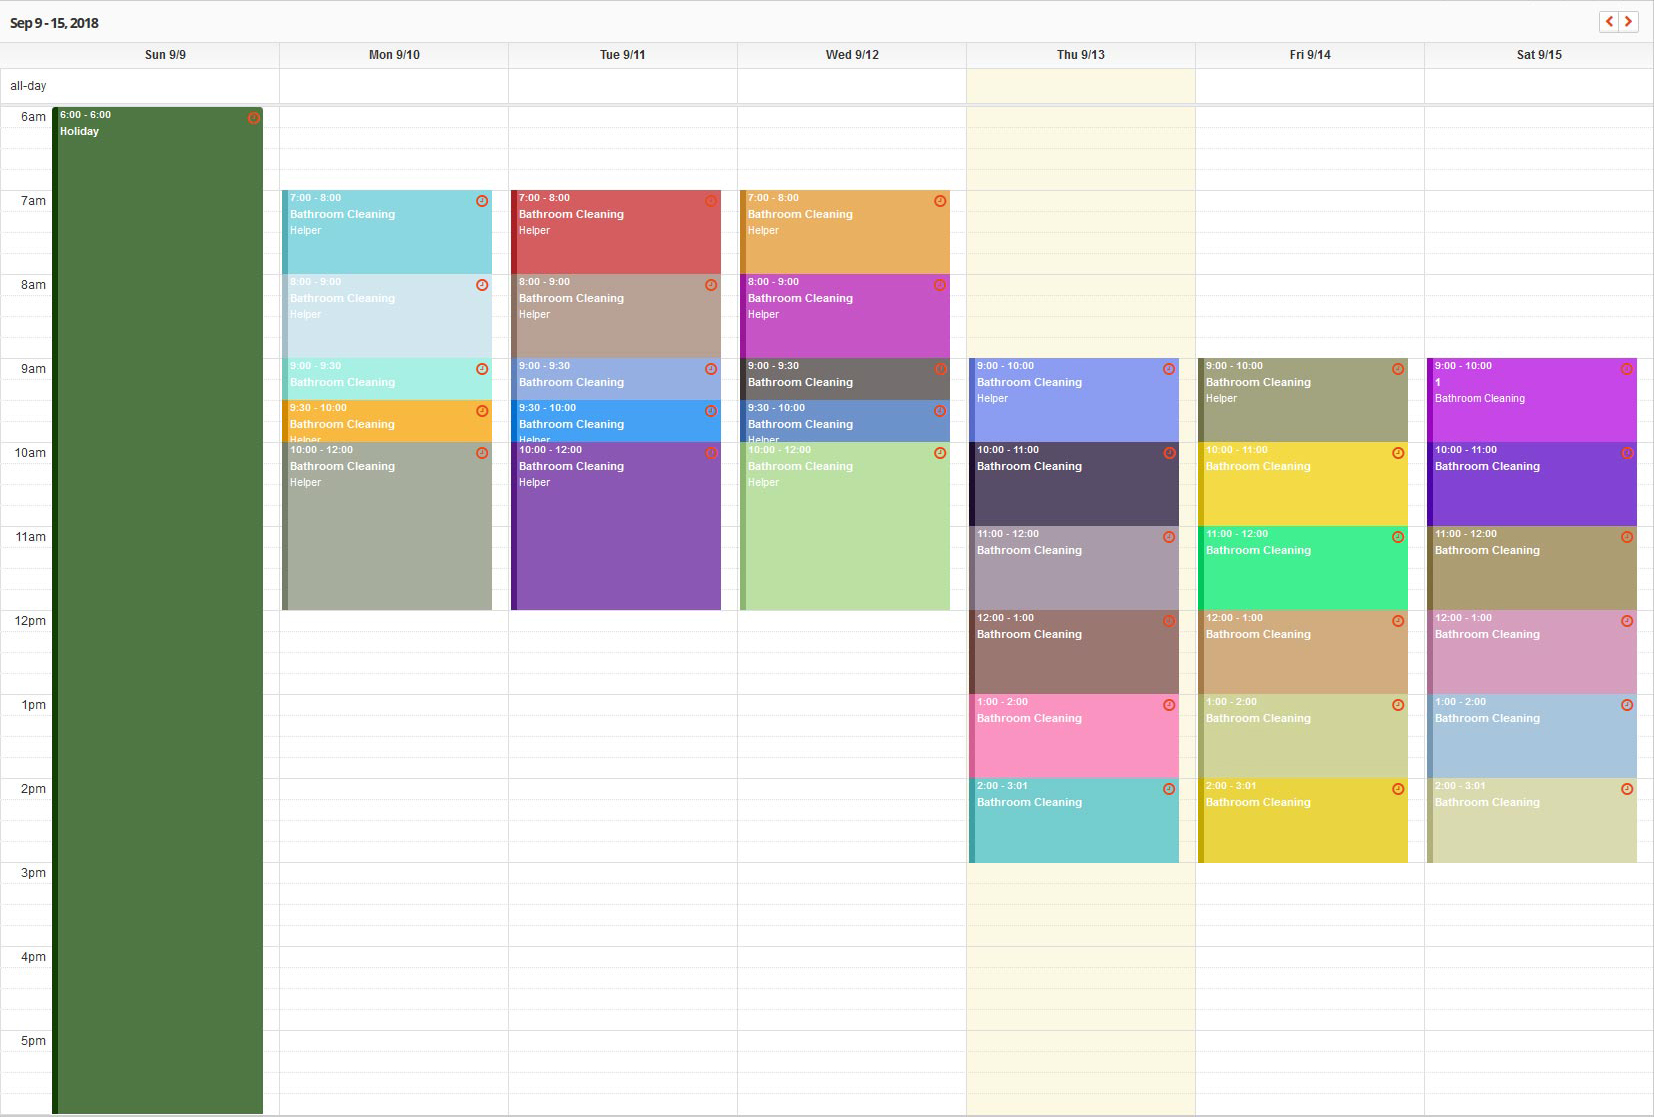 Sep 9 - 15, 2018
Sun 9/9
Mon 9/10
Tue 9/11
Wed 9/12
Thu 9/13
Fri 9/14
Sat 9/15
all-day
6am
7am
8am
9am
10am
11am
12pm
1pm
2pm
3pm
4pm
5pm
6:00 - 6:00
Holiday
7:00 - 8:00
Bathroom Cleaning
Helper
8:00 - 9:00
Bathroom Cleaning
Helper
9:00 - 9:30
Bathroom Cleaning
9:30 - 10:00
Bathroom Cleaning
Helper
10:00 - 12:00
Bathroom Cleaning
Helper
7:00 - 8:00
Bathroom Cleaning
Helper
8:00 - 9:00
Bathroom Cleaning
Helper
9:00 - 9:30
Bathroom Cleaning
9:30 - 10:00
Bathroom Cleaning
Helper
10:00 - 12:00
Bathroom Cleaning
Helper
7:00 - 8:00
Bathroom Cleaning
Helper
8:00 - 9:00
Bathroom Cleaning
Helper
9:00 - 9:30
Bathroom Cleaning
9:30 - 10:00
Bathroom Cleaning
Helper
10:00 - 12:00
Bathroom Cleaning
Helper
9:00 - 10:00
Bathroom Cleaning
Helper
10:00 - 11:00
Bathroom Cleaning
11:00 - 12:00
Bathroom Cleaning
12:00 - 1:00
Bathroom Cleaning
1:00 - 2:00
Bathroom Cleaning
2:00 - 3:01
Bathroom Cleaning
9:00 - 10:00
Bathroom Cleaning
Helper
10:00 - 11:00
Bathroom Cleaning
11:00 - 12:00
Bathroom Cleaning
12:00 - 1:00
Bathroom Cleaning
1:00 - 2:00
Bathroom Cleaning
2:00 - 3:01
Bathroom Cleaning
9:00 - 10:00
1
Bathroom Cleaning
10:00 - 11:00
Bathroom Cleaning
11:00 - 12:00
Bathroom Cleaning
12:00 - 1:00
Bathroom Cleaning
1:00 - 2:00
Bathroom Cleaning
2:00 - 3:01
Bathroom Cleaning